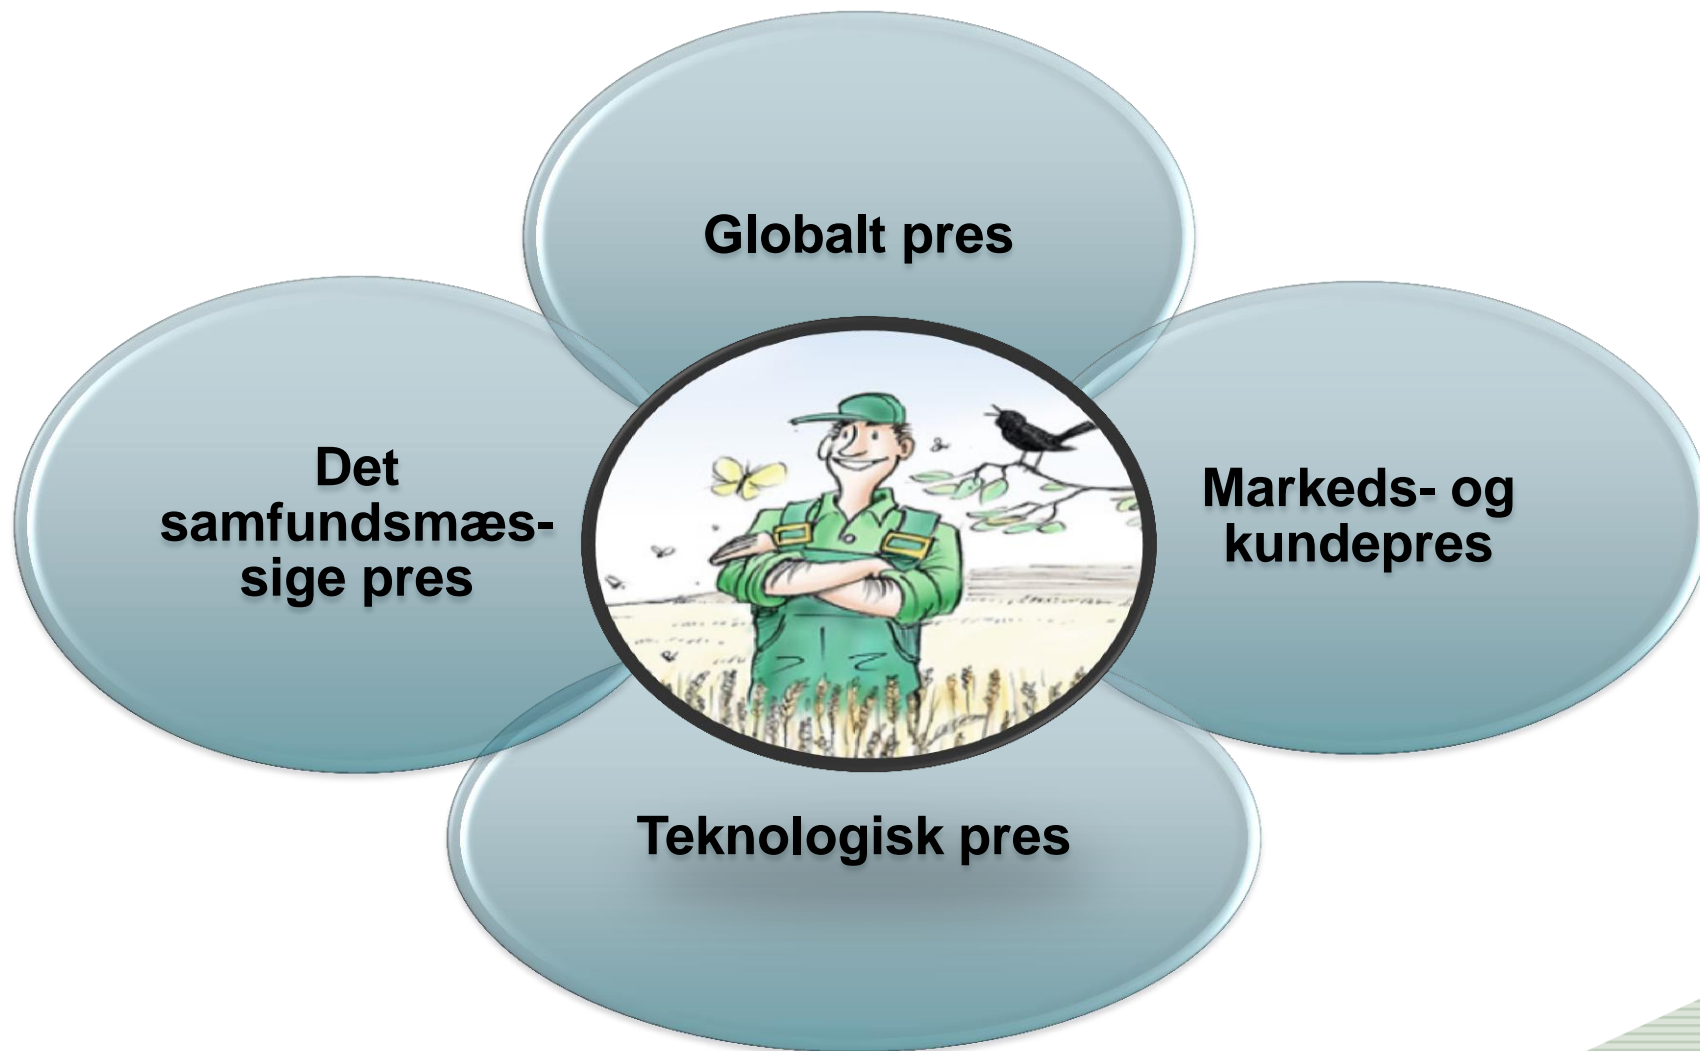 Globalt pres
Det
samfundsmæs-
sige pres
Markeds- og
kundepres
Teknologisk pres